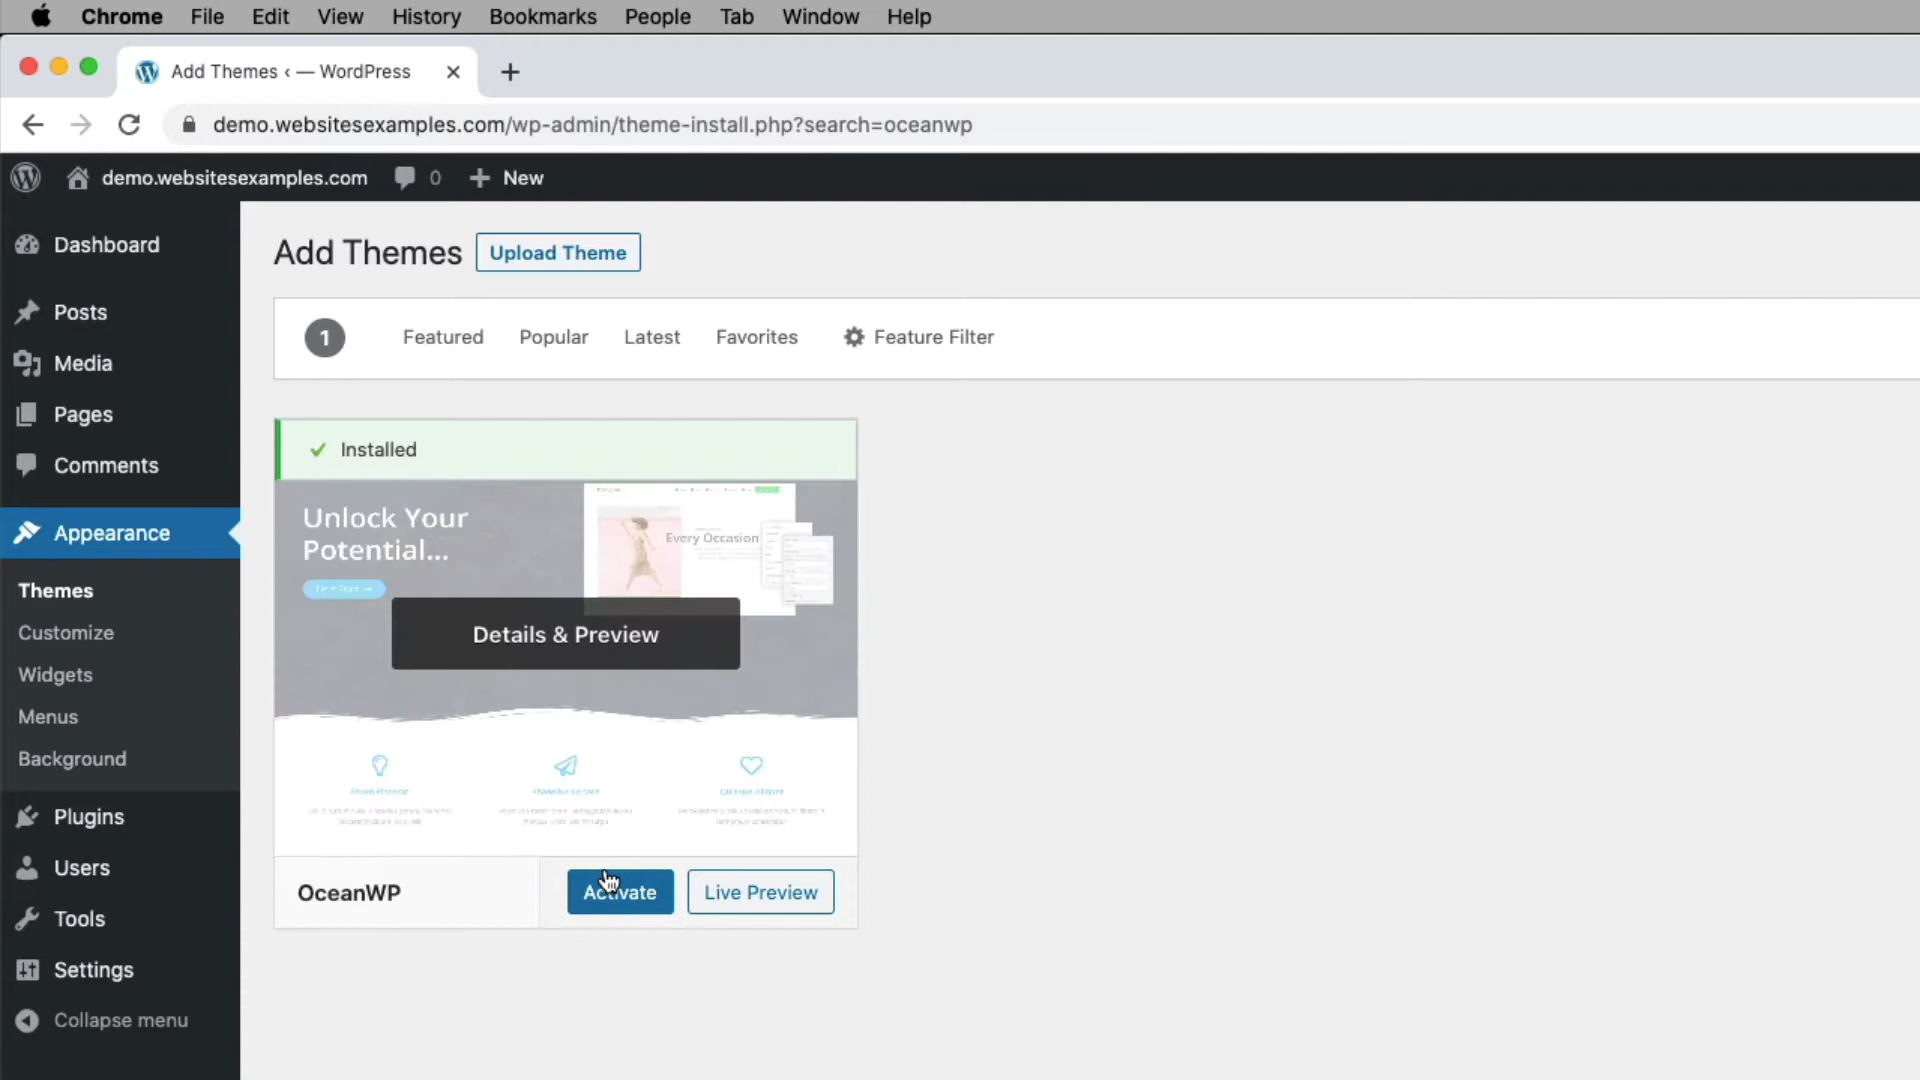 Chrome File Edit View History Bookmarks People Tab Window Help
Add Themes ‹ — WordPress
demo.websitesexamples.com/wp-admin/theme-install.php?search=oceanwp
demo.websitesexamples.com 0 New
Dashboard
Posts
Media
Pages
Comments
Appearance
Themes
Customize
Widgets
Menus
Background
Plugins
Users
Tools
Settings
Collapse menu
Add Themes Upload Theme
1 Featured Popular Latest Favorites Feature Filter
Installed
Unlock Your
Potential...
Every Occasion
Details & Preview
OceanWP Activate Live Preview